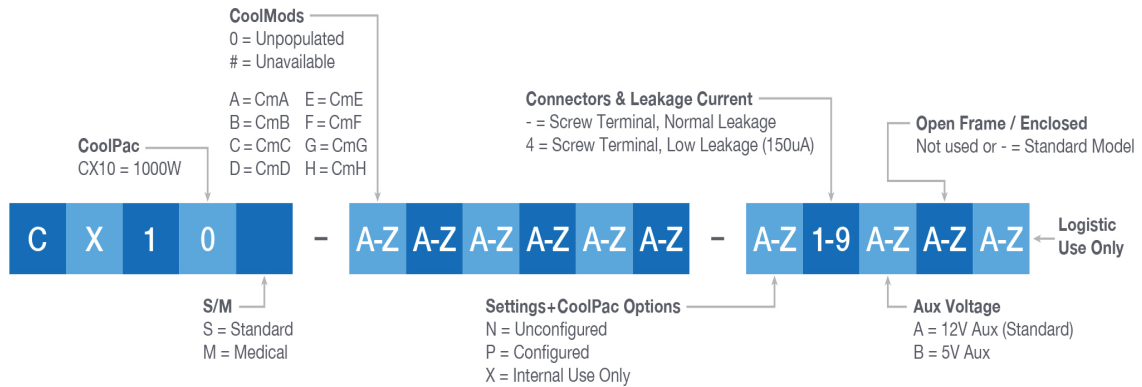 CoolMods
0 = Unpopulated
# = Unavailable
A = CmA E = CmE
B = CmB F = CmF
C = CmC G = CmG
D = CmD H = CmH
CoolPac
CX10 = 1000W
Connectors & Leakage Current
- = Screw Terminal, Normal Leakage
4 = Screw Terminal, Low Leakage (150uA)
Open Frame / Enclosed
Not used or - = Standard Model
C X 1 0 - A-Z A-Z A-Z A-Z A-Z A-Z - A-Z 1-9 A-Z A-Z A-Z
Logistic
Use Only
S/M
S = Standard
M = Medical
Settings+CoolPac Options
N = Unconfigured
P = Configured
X = Internal Use Only
Aux Voltage
A = 12V Aux (Standard)
B = 5V Aux